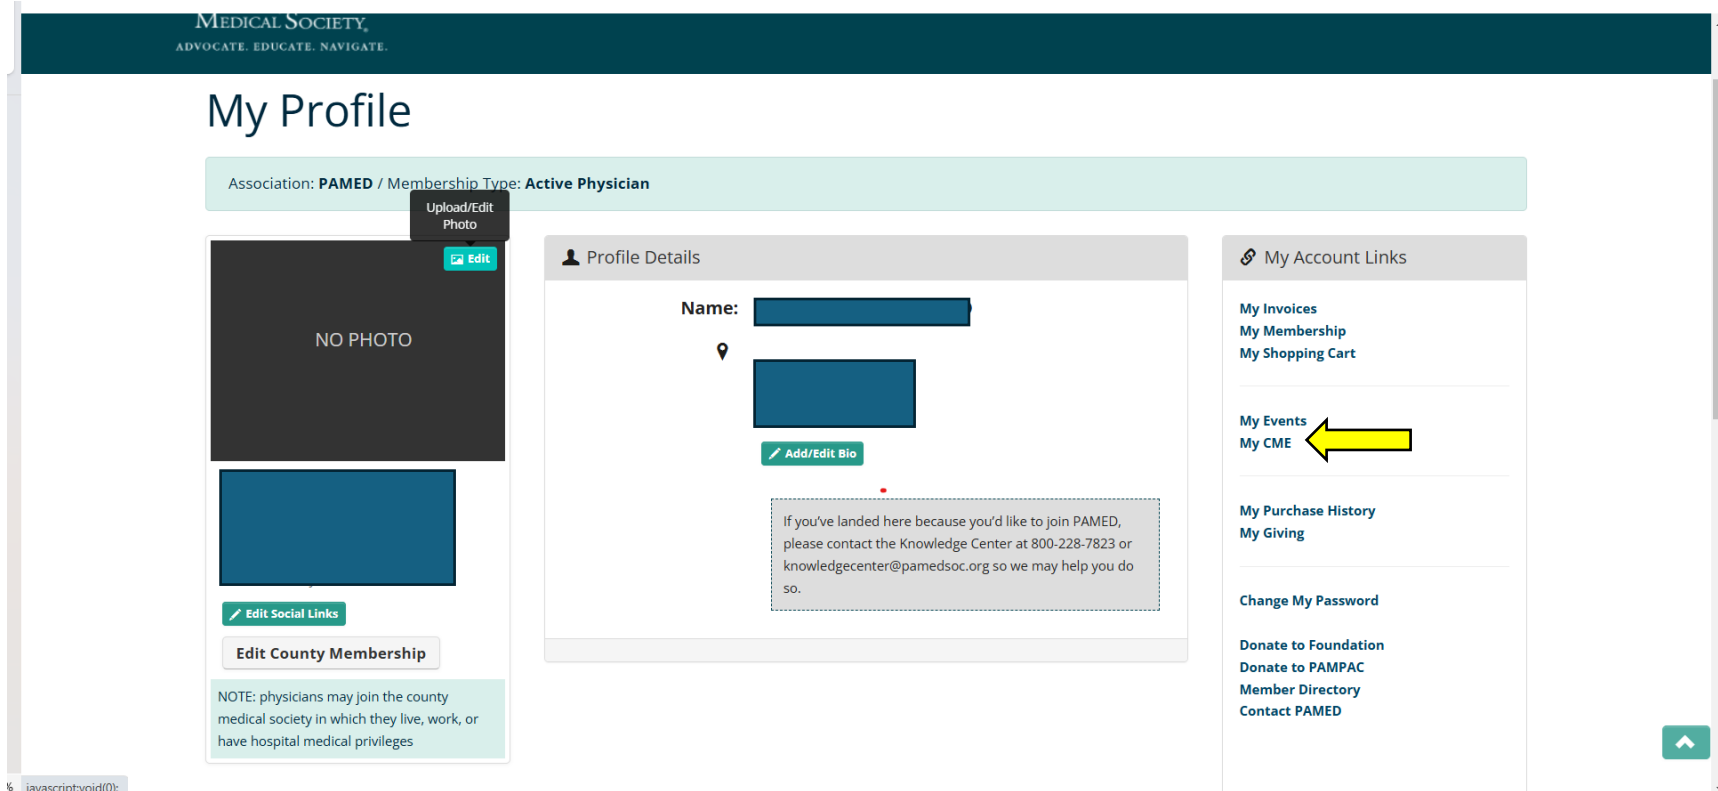 MEDICAL SOCIETY®
ADVOCATE. EDUCATE. NAVIGATE.
My Profile
Association: PAMED / Membership Type: Active Physician
Upload/Edit
Photo
Edit
NO PHOTO
Edit Social Links
Edit County Membership
NOTE: physicians may join the county
medical society in which they live, work, or
have hospital medical privileges
Profile Details
Name:
Add/Edit Bio
If you’ve landed here because you’d like to join PAMED,
please contact the Knowledge Center at 800-228-7823 or
knowledgecenter@pamedsoc.org so we may help you do
so.
My Account Links
My Invoices
My Membership
My Shopping Cart
My Events
My CME
My Purchase History
My Giving
Change My Password
Donate to Foundation
Donate to PAMPAC
Member Directory
Contact PAMED
% javascript:void(0);